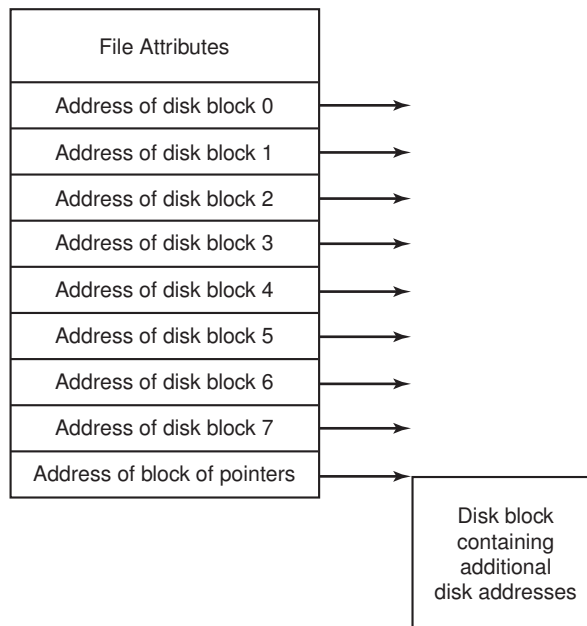 File Attributes
Address of disk block 0
Address of disk block 1
Address of disk block 2
Address of disk block 3
Address of disk block 4
Address of disk block 5
Address of disk block 6
Address of disk block 7
Address of block of pointers
Disk block
containing
additional
disk addresses